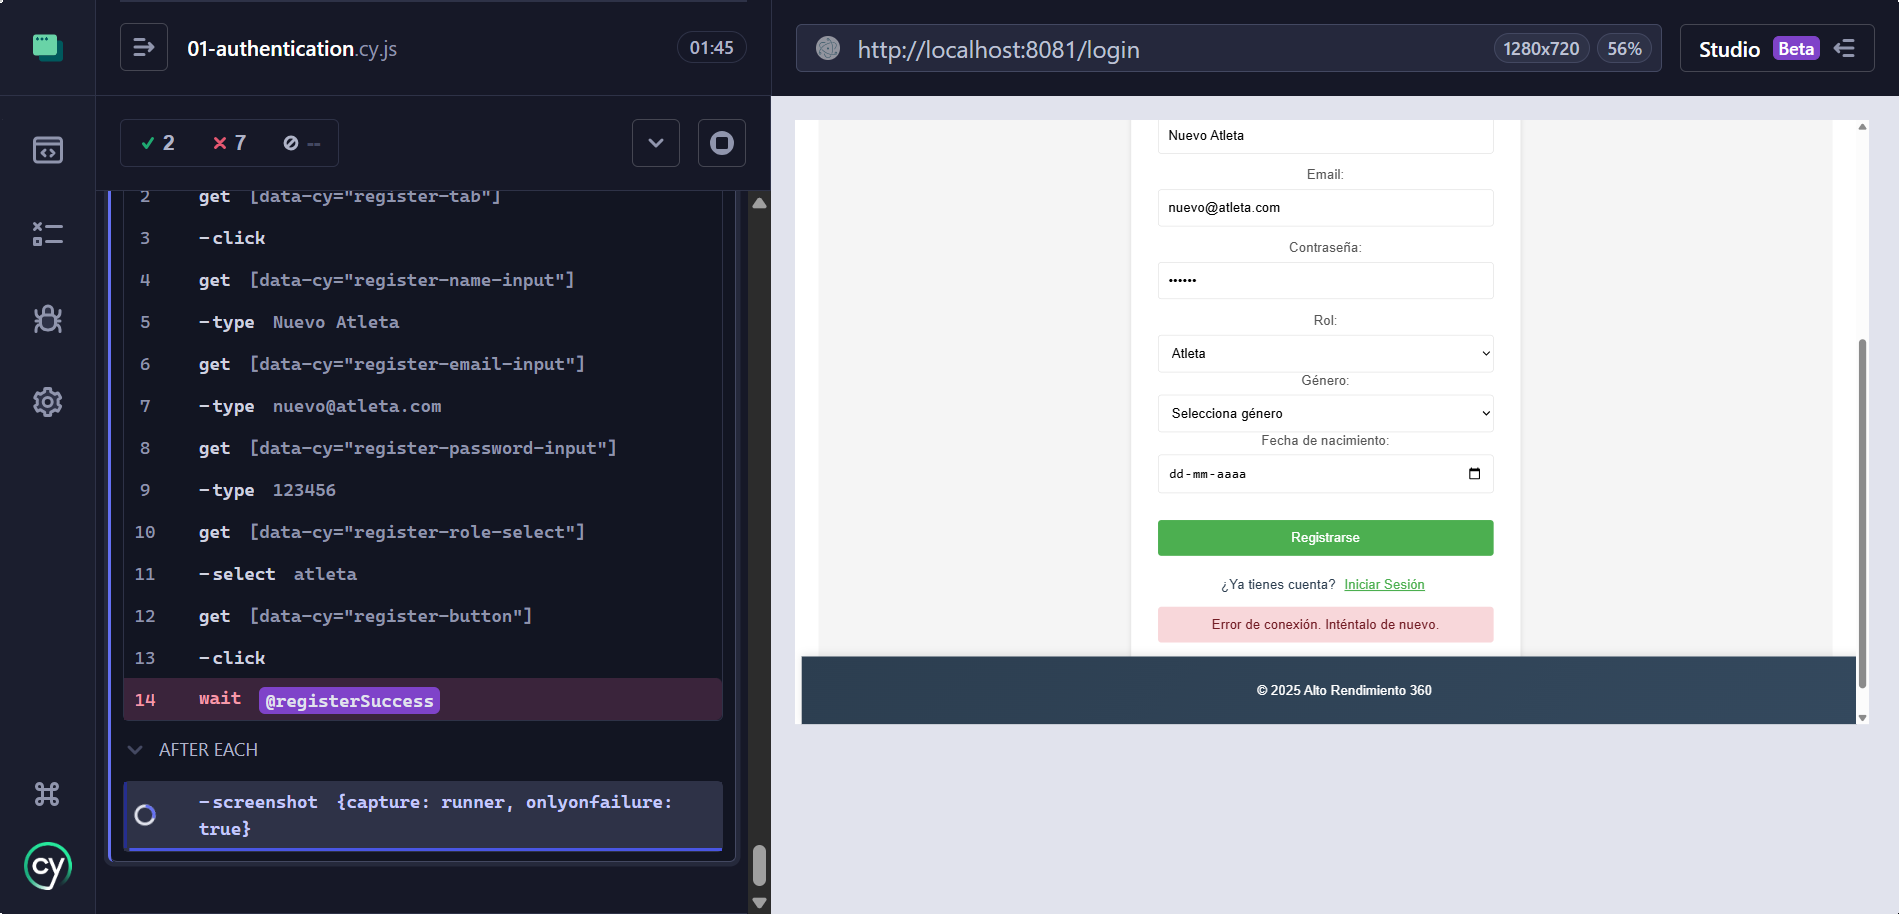 01-authentication.cy.js
01:45
2
7
--
2 get [data-cy="register-tab"]
3 -click
4 get [data-cy="register-name-input"]
5 -type Nuevo Atleta
6 get [data-cy="register-email-input"]
7 -type nuevo@atleta.com
8 get [data-cy="register-password-input"]
9 -type 123456
10 get [data-cy="register-role-select"]
11 -select atleta
12 get [data-cy="register-button"]
13 -click
14 wait @registerSuccess
AFTER EACH
-screenshot {capture: runner, onlyonfailure:
true}
cy
http://localhost:8081/login
1280x720
56%
Studio Beta
Nuevo Atleta
Email:
nuevo@atleta.com
Contraseña:
••••••
Rol:
Atleta
Género:
Selecciona género
Fecha de nacimiento:
dd-mm-aaaa
Registrarse
¿Ya tienes cuenta? Iniciar Sesión
Error de conexión. Inténtalo de nuevo.
© 2025 Alto Rendimiento 360